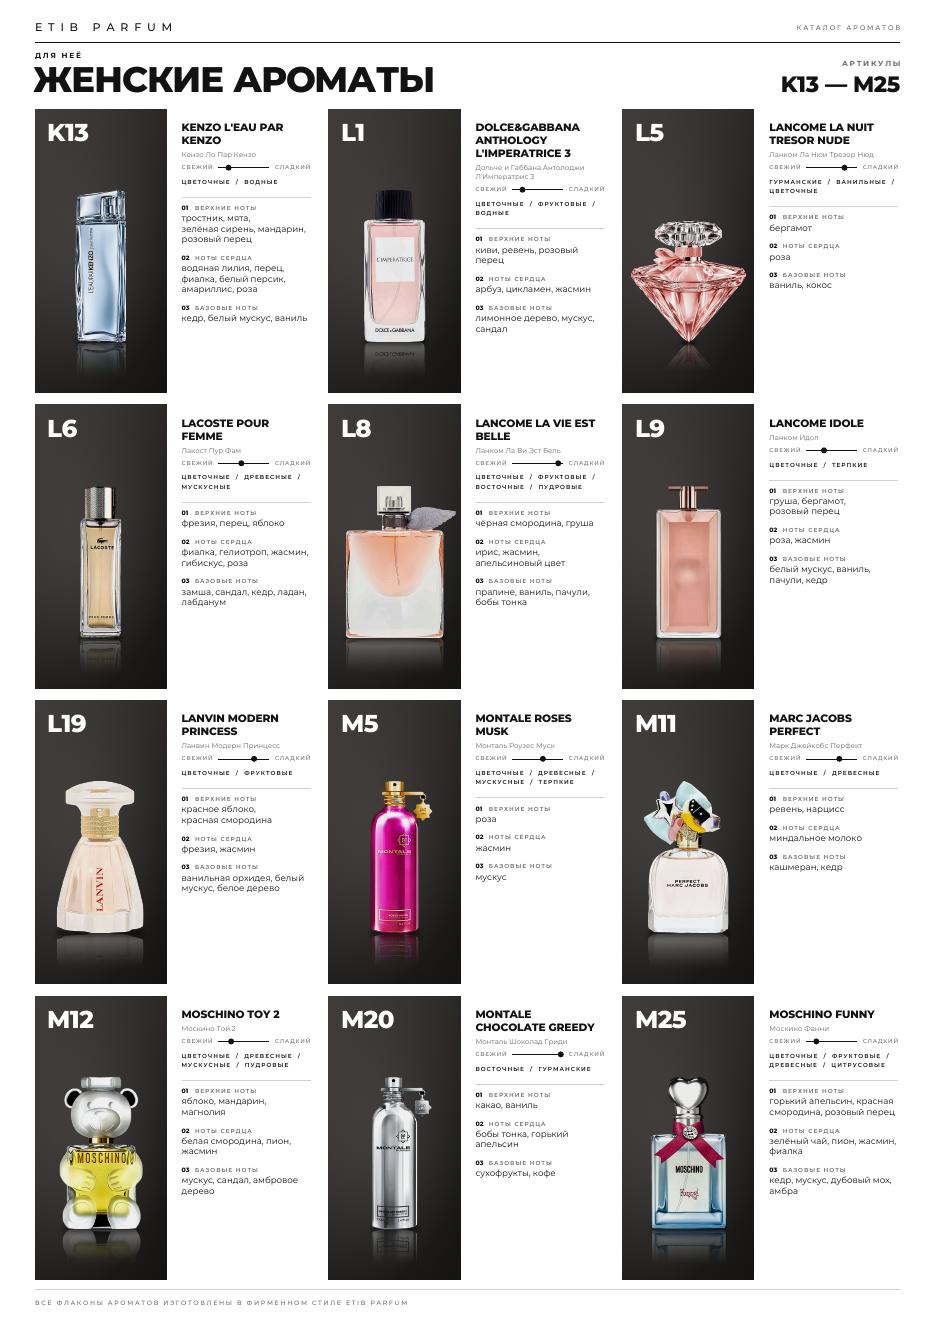 ETIB PARFUM
КАТАЛОГ АРОМАТОВ
ДЛЯ НЕЁ
ЖЕНСКИЕ АРОМАТЫ
АРТИКУЛЫ
K13 — M25
K13
L'EAU PAR KENZO
KENZO L'EAU PAR
KENZO
Кензо Ло Пар Кензо
СВЕЖИЙ СЛАДКИЙ
ЦВЕТОЧНЫЕ / ВОДНЫЕ
01 ВЕРХНИЕ НОТЫ
тростник, мята,
зелёная сирень, мандарин,
розовый перец
02 НОТЫ СЕРДЦА
водяная лилия, перец,
фиалка, белый персик,
амариллис, роза
03 БАЗОВЫЕ НОТЫ
кедр, белый мускус, ваниль
L1
L'IMPERATRICE
DOLCE&GABBANA
DOLCE&GABBANA
ANTHOLOGY
L'IMPERATRICE 3
Дольче и Габбана Антолоджи
Л'Императрис 3
СВЕЖИЙ СЛАДКИЙ
ЦВЕТОЧНЫЕ / ФРУКТОВЫЕ /
ВОДНЫЕ
01 ВЕРХНИЕ НОТЫ
киви, ревень, розовый
перец
02 НОТЫ СЕРДЦА
арбуз, цикламен, жасмин
03 БАЗОВЫЕ НОТЫ
лимонное дерево, мускус,
сандал
L5
LANCOME LA NUIT
TRESOR NUDE
Ланком Ла Нюи Трезор Нюд
СВЕЖИЙ СЛАДКИЙ
ГУРМАНСКИЕ / ВАНИЛЬНЫЕ /
ЦВЕТОЧНЫЕ
01 ВЕРХНИЕ НОТЫ
бергамот
02 НОТЫ СЕРДЦА
роза
03 БАЗОВЫЕ НОТЫ
ваниль, кокос
L6
LACOSTE
POUR FEMME
LACOSTE POUR
FEMME
Лакост Пур Фам
СВЕЖИЙ СЛАДКИЙ
ЦВЕТОЧНЫЕ / ДРЕВЕСНЫЕ /
МУСКУСНЫЕ
01 ВЕРХНИЕ НОТЫ
фрезия, перец, яблоко
02 НОТЫ СЕРДЦА
фиалка, гелиотроп, жасмин,
гибискус, роза
03 БАЗОВЫЕ НОТЫ
замша, сандал, кедр, ладан,
лабданум
L8
LANCOME LA VIE EST
BELLE
Ланком Ла Ви Эст Бель
СВЕЖИЙ СЛАДКИЙ
ЦВЕТОЧНЫЕ / ФРУКТОВЫЕ /
ВОСТОЧНЫЕ / ПУДРОВЫЕ
01 ВЕРХНИЕ НОТЫ
чёрная смородина, груша
02 НОТЫ СЕРДЦА
ирис, жасмин,
апельсиновый цвет
03 БАЗОВЫЕ НОТЫ
пралине, ваниль, пачули,
бобы тонка
L9
LANCOME IDOLE
Ланком Идол
СВЕЖИЙ СЛАДКИЙ
ЦВЕТОЧНЫЕ / ТЕРПКИЕ
01 ВЕРХНИЕ НОТЫ
груша, бергамот,
розовый перец
02 НОТЫ СЕРДЦА
роза, жасмин
03 БАЗОВЫЕ НОТЫ
белый мускус, ваниль,
пачули, кедр
L19
LANVIN
LANVIN MODERN
PRINCESS
Ланвин Модерн Принцесс
СВЕЖИЙ СЛАДКИЙ
ЦВЕТОЧНЫЕ / ФРУКТОВЫЕ
01 ВЕРХНИЕ НОТЫ
красное яблоко,
красная смородина
02 НОТЫ СЕРДЦА
фрезия, жасмин
03 БАЗОВЫЕ НОТЫ
ванильная орхидея, белый
мускус, белое дерево
M5
MONTALE
MONTALE ROSES
MUSK
Монталь Роузес Муск
СВЕЖИЙ СЛАДКИЙ
ЦВЕТОЧНЫЕ / ДРЕВЕСНЫЕ /
МУСКУСНЫЕ / ТЕРПКИЕ
01 ВЕРХНИЕ НОТЫ
роза
02 НОТЫ СЕРДЦА
жасмин
03 БАЗОВЫЕ НОТЫ
мускус
M11
PERFECT
MARC JACOBS
MARC JACOBS
PERFECT
Марк Джейкобс Перфект
СВЕЖИЙ СЛАДКИЙ
ЦВЕТОЧНЫЕ / ДРЕВЕСНЫЕ
01 ВЕРХНИЕ НОТЫ
ревень, нарцисс
02 НОТЫ СЕРДЦА
миндальное молоко
03 БАЗОВЫЕ НОТЫ
кашмеран, кедр
M12
MOSCHINO
MOSCHINO TOY 2
Москино Той 2
СВЕЖИЙ СЛАДКИЙ
ЦВЕТОЧНЫЕ / ДРЕВЕСНЫЕ /
МУСКУСНЫЕ / ПУДРОВЫЕ
01 ВЕРХНИЕ НОТЫ
яблоко, мандарин,
магнолия
02 НОТЫ СЕРДЦА
белая смородина, пион,
жасмин
03 БАЗОВЫЕ НОТЫ
мускус, сандал, амбровое
дерево
M20
MONTALE
MONTALE
CHOCOLATE GREEDY
Монталь Шоколад Гриди
СВЕЖИЙ СЛАДКИЙ
ВОСТОЧНЫЕ / ГУРМАНСКИЕ
01 ВЕРХНИЕ НОТЫ
какао, ваниль
02 НОТЫ СЕРДЦА
бобы тонка, горький
апельсин
03 БАЗОВЫЕ НОТЫ
сухофрукты, кофе
M25
MOSCHINO
Funny!
MOSCHINO FUNNY
Москино Фанни
СВЕЖИЙ СЛАДКИЙ
ЦВЕТОЧНЫЕ / ФРУКТОВЫЕ /
ДРЕВЕСНЫЕ / ЦИТРУСОВЫЕ
01 ВЕРХНИЕ НОТЫ
горький апельсин, красная
смородина, розовый перец
02 НОТЫ СЕРДЦА
зелёный чай, пион, жасмин,
фиалка
03 БАЗОВЫЕ НОТЫ
кедр, мускус, дубовый мох,
амбра
ВСЕ ФЛАКОНЫ АРОМАТОВ ИЗГОТОВЛЕНЫ В ФИРМЕННОМ СТИЛЕ ETIB PARFUM